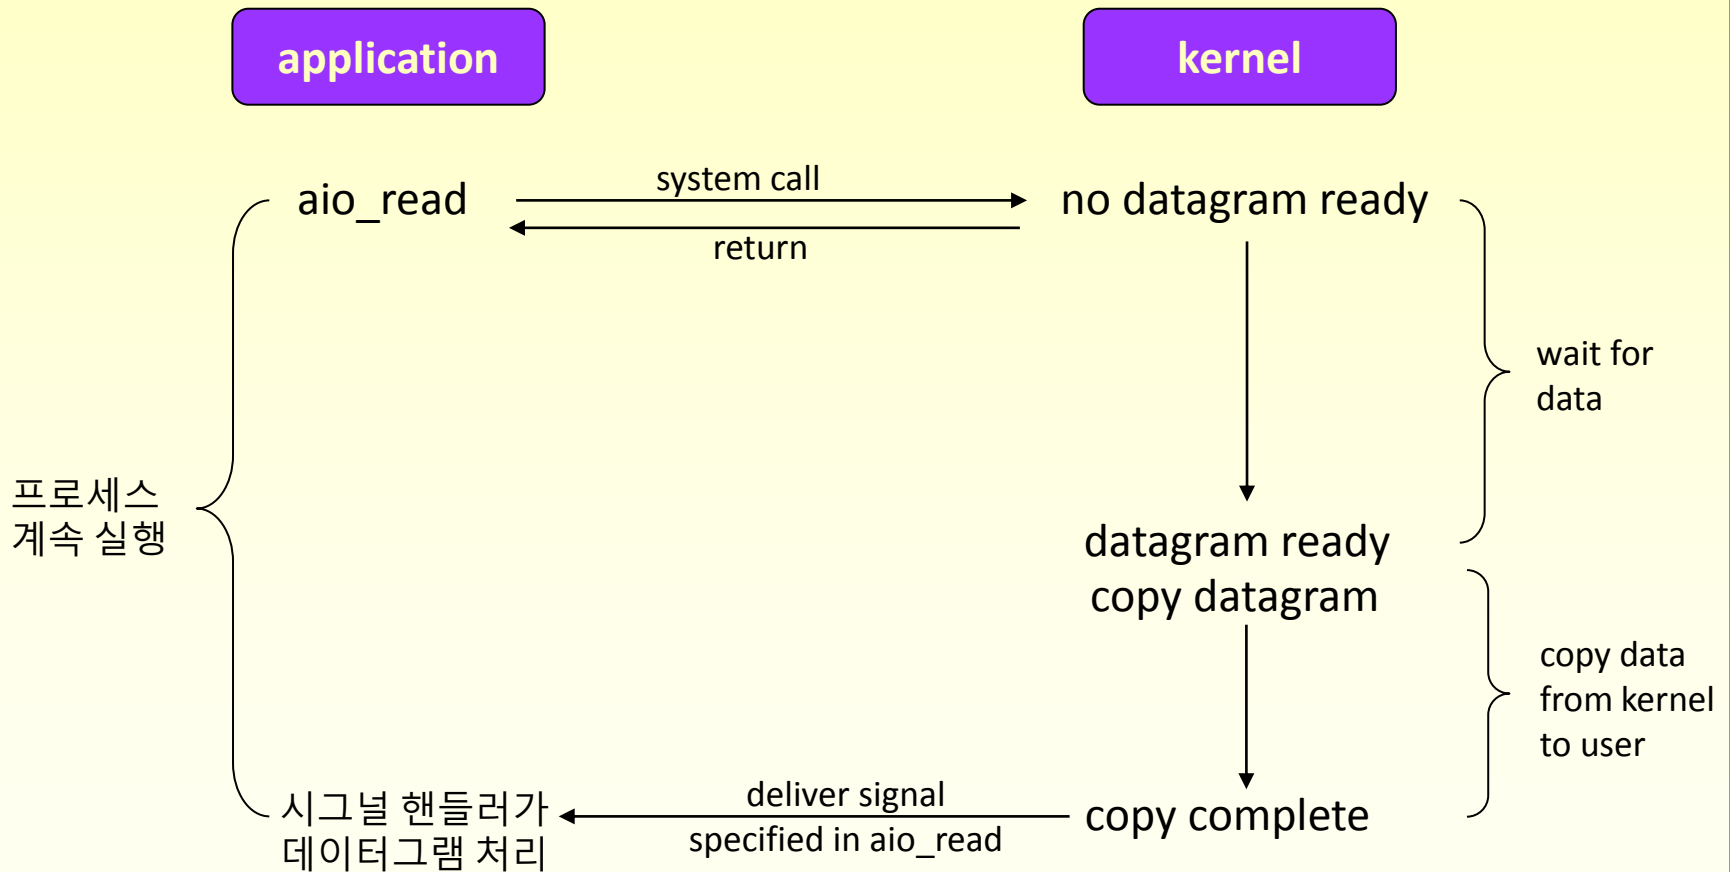 application
kernel
aio_read
system call
no datagram ready
return
wait for
data
프로세스
계속 실행
datagram ready
copy datagram
copy data
from kernel
to user
시그널 핸들러가
데이터그램 처리
deliver signal
specified in aio_read
copy complete